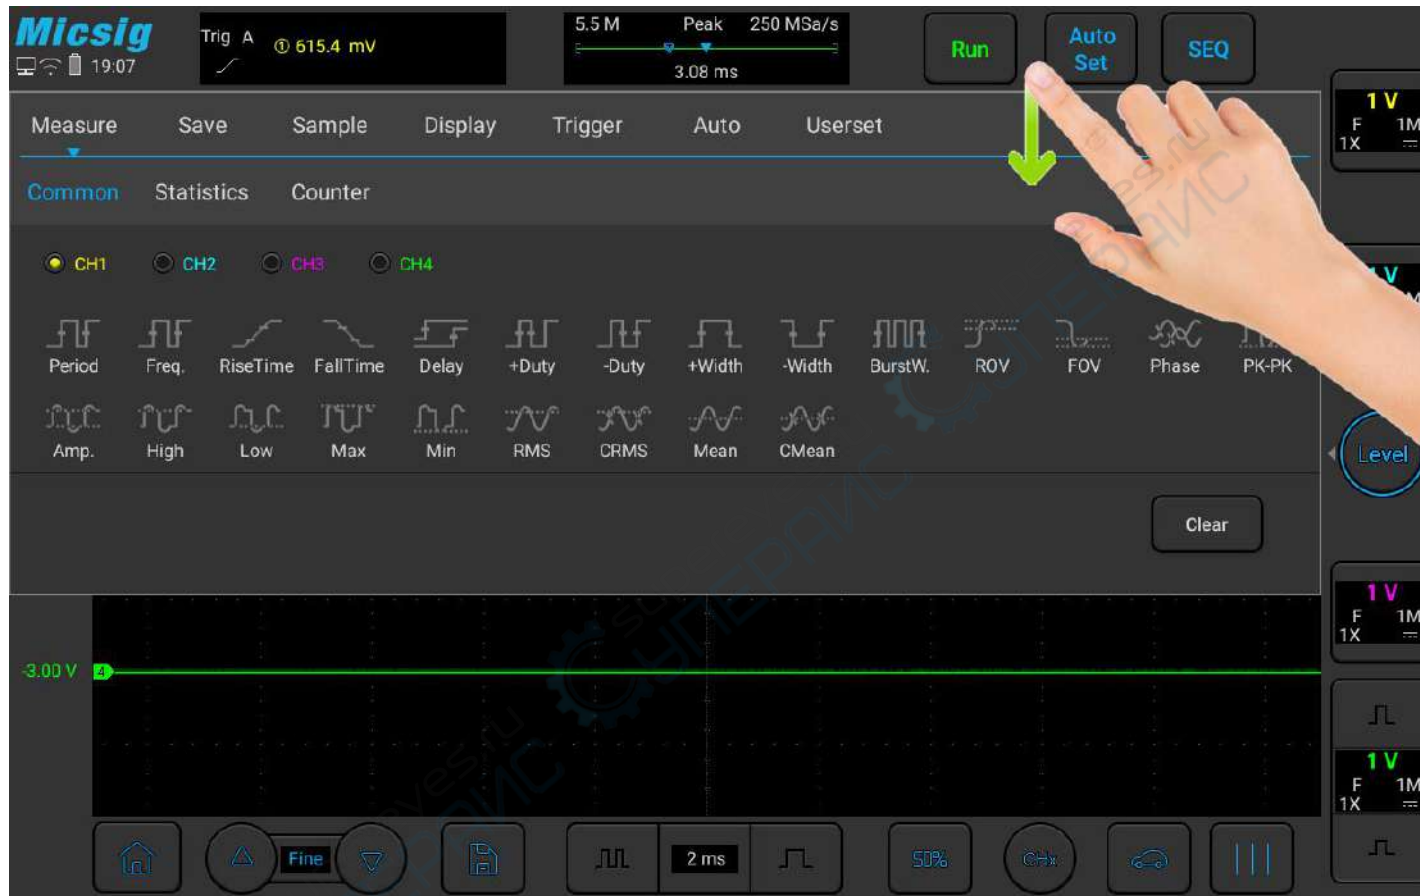 Micsig
19:07
Trig A
① 615.4 mV
5.5 M Peak 250 MSa/s
3.08 ms
Run
Auto
Set
SEQ
Measure Save Sample Display Trigger Auto Userset
Common Statistics Counter
CH1 CH2 CH3 CH4
Period Freq. RiseTime FallTime Delay +Duty -Duty +Width -Width BurstW. ROV FOV Phase PK-PK
Amp. High Low Max Min RMS CRMS Mean CMean
Clear
1 V
F 1M
1X
V
Level
1 V
F 1M
1X
1 V
F 1M
1X
-3.00 V 4
Fine
2 ms
50%
CHx
СУПЕРАЙС